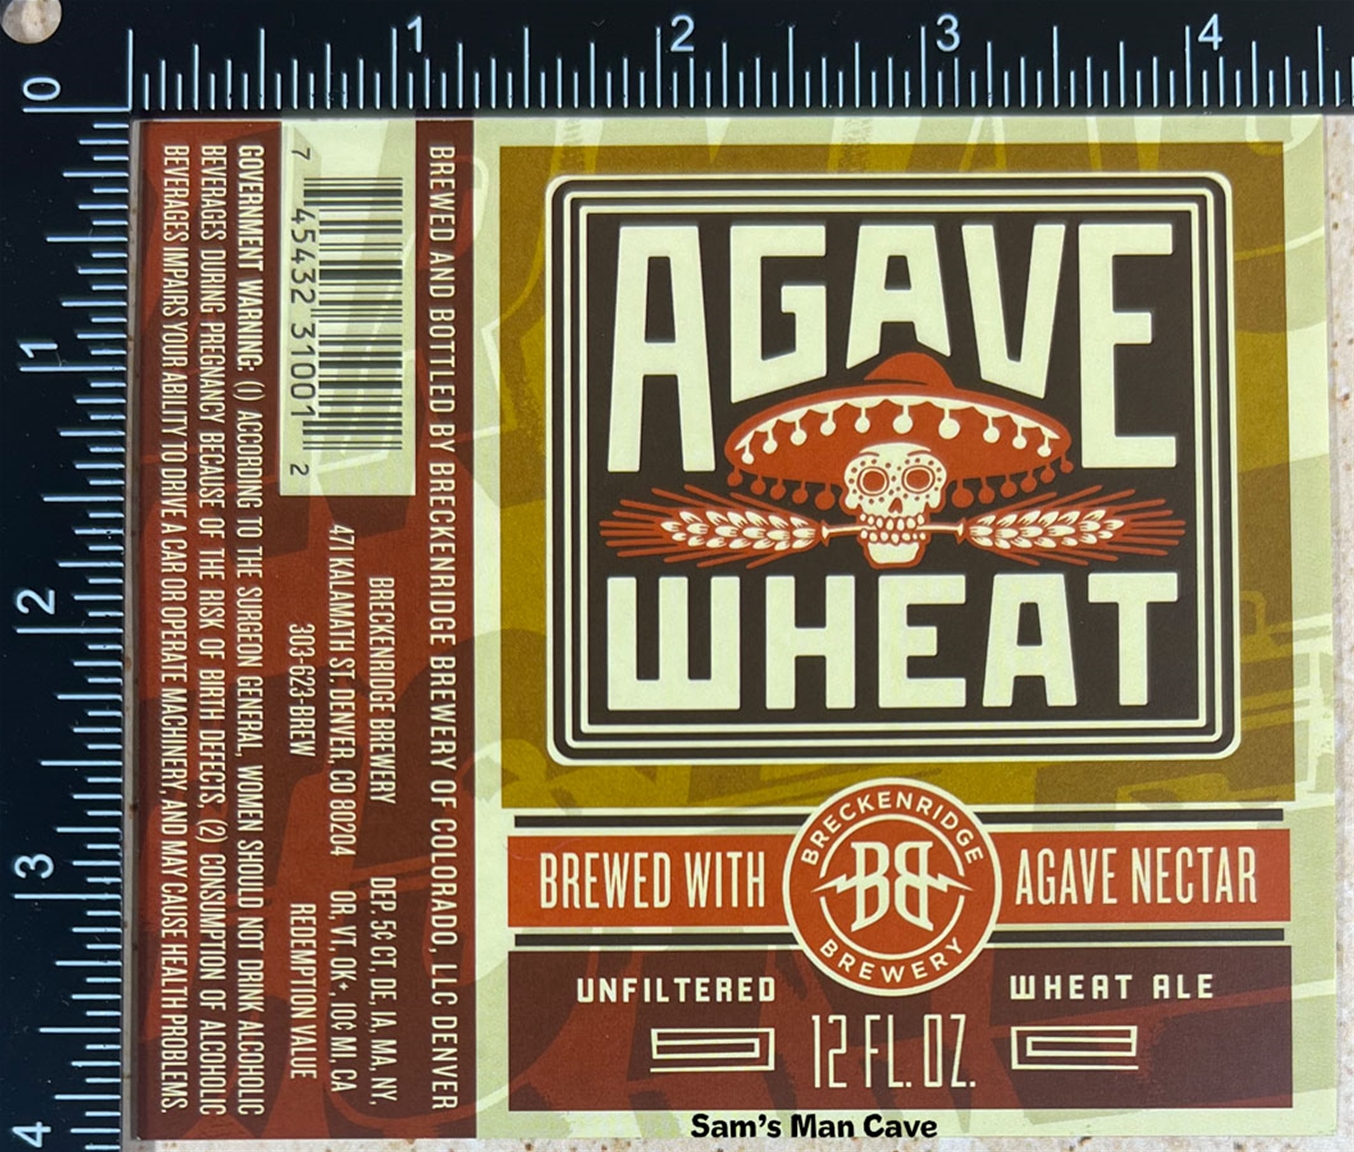 1 2 3 4
0
1
2
3
4
AGAVE
WHEAT
BREWED WITH
BRECKENRIDGE
BB
BREWERY
AGAVE NECTAR
UNFILTERED
WHEAT ALE
12 FL. OZ.
BREWED AND BOTTLED BY BRECKENRIDGE BREWERY OF COLORADO, LLC DENVER
7 45432 31001 2
BRECKENRIDGE BREWERY
471 KALAMATH ST. DENVER, CO 80204
303-623-BREW
DEP. 5¢ CT, DE, IA, MA, NY,
OR, VT, OK+, 10¢ MI, CA
REDEMPTION VALUE
GOVERNMENT WARNING: (1) ACCORDING TO THE SURGEON GENERAL, WOMEN SHOULD NOT DRINK ALCOHOLIC
BEVERAGES DURING PREGNANCY BECAUSE OF THE RISK OF BIRTH DEFECTS. (2) CONSUMPTION OF ALCOHOLIC
BEVERAGES IMPAIRS YOUR ABILITY TO DRIVE A CAR OR OPERATE MACHINERY, AND MAY CAUSE HEALTH PROBLEMS.
Sam's Man Cave